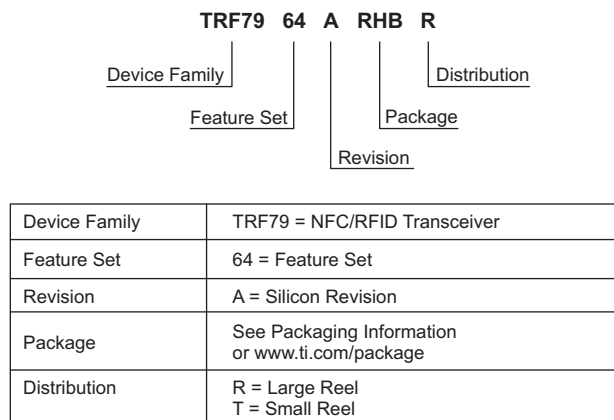 TRF79 64 A RHB R
Device Family
Distribution
Feature Set
Package
Revision
Device Family TRF79 = NFC/RFID Transceiver
Feature Set 64 = Feature Set
Revision A = Silicon Revision
Package See Packaging Information
or www.ti.com/package
Distribution R = Large Reel
T = Small Reel